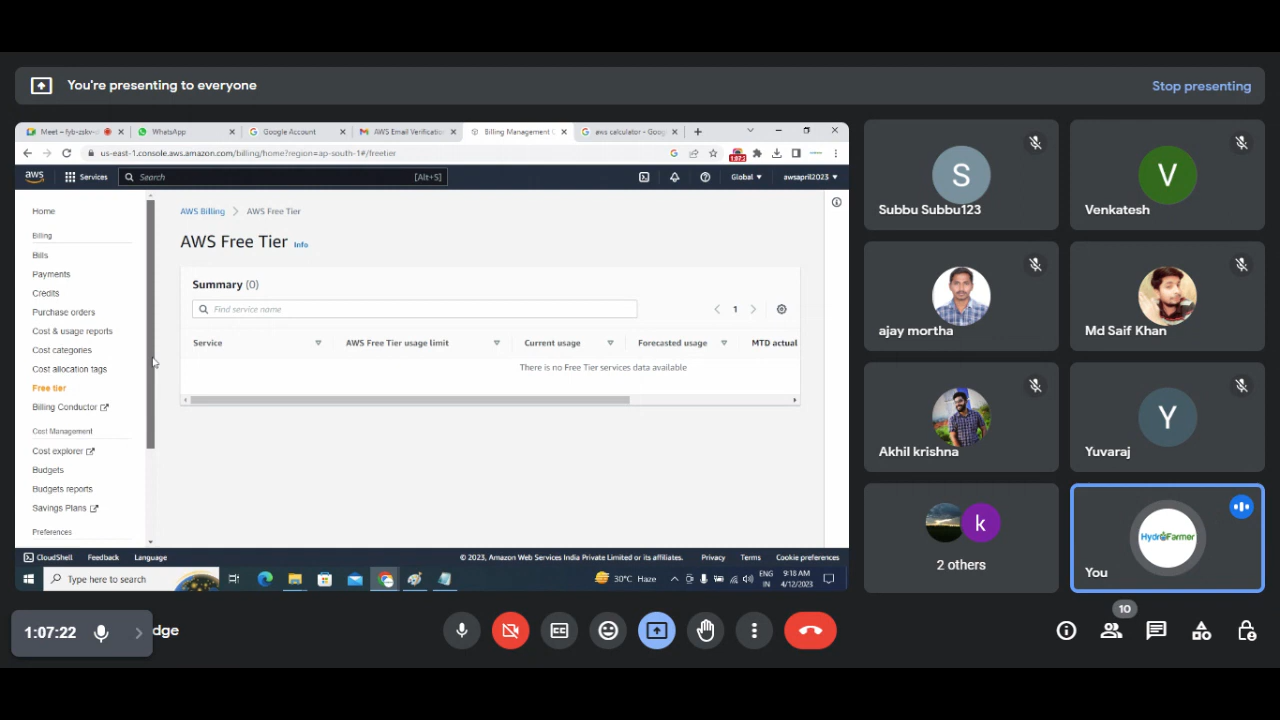 You're presenting to everyone
Stop presenting
Meet – fyb-zskv-
WhatsApp
Google Account
AWS Email Verificatio
Billing Management C
aws calculator - Goog
us-east-1.console.aws.amazon.com/billing/home?region=ap-south-1#/freetier
aws
Services
Search
[Alt+S]
Global
awsapril2023
Home
Billing
Bills
Payments
Credits
Purchase orders
Cost & usage reports
Cost categories
Cost allocation tags
Free tier
Billing Conductor
Cost Management
Cost explorer
Budgets
Budgets reports
Savings Plans
Preferences
AWS Billing
AWS Free Tier
AWS Free Tier Info
Summary (0)
Find service name
1
Service
AWS Free Tier usage limit
Current usage
Forecasted usage
MTD actual
There is no Free Tier services data available
CloudShell
Feedback
Language
© 2023, Amazon Web Services India Private Limited or its affiliates.
Privacy
Terms
Cookie preferences
Type here to search
30°C Haze
ENG
IN
9:18 AM
4/12/2023
S
Subbu Subbu123
V
Venkatesh
ajay mortha
Md Saif Khan
Akhil krishna
Y
Yuvaraj
k
2 others
HydroFarmer
You
1:07:22
dge
10